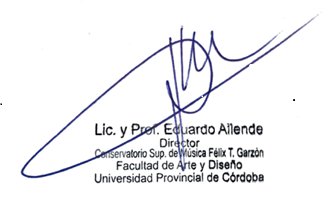 Lic. y Prof. Eduardo Allende
Director
Conservatorio Sup. de Música Félix T. Garzón
Facultad de Arte y Diseño
Universidad Provincial de Córdoba